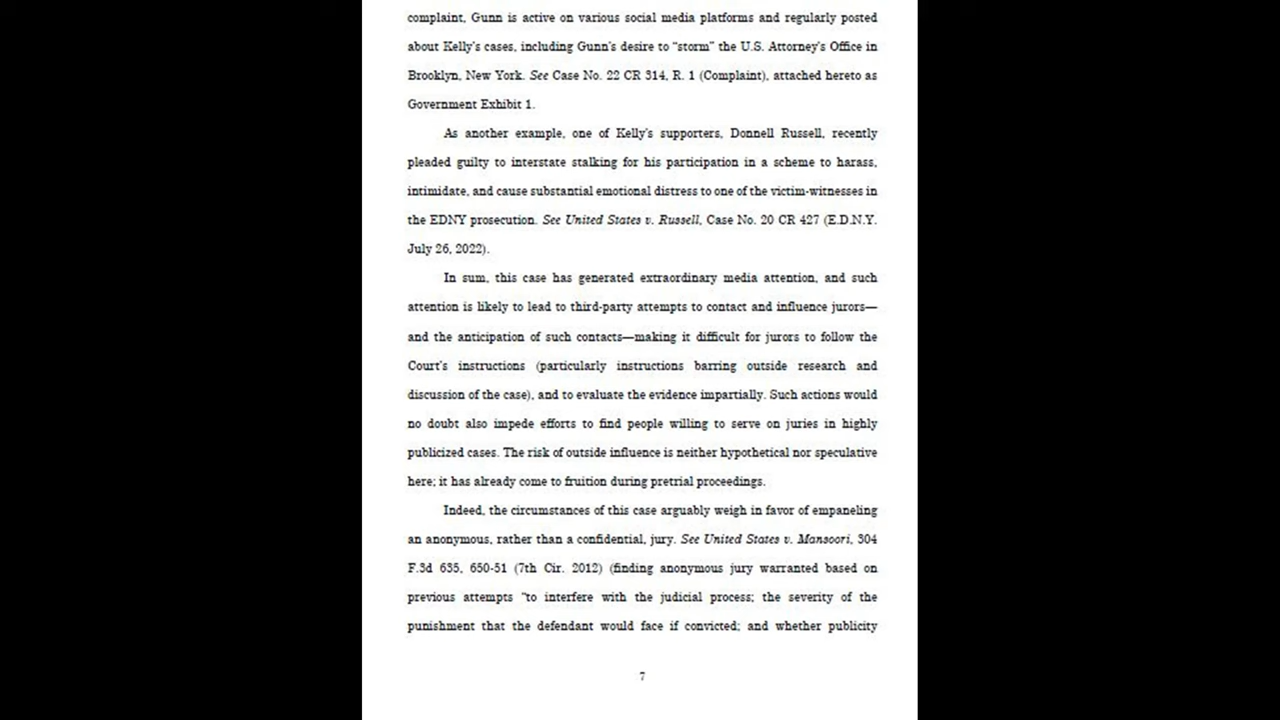 complaint, Gunn is active on various social media platforms and regularly posted
about Kelly's cases, including Gunn's desire to "storm" the U.S. Attorney's Office in
Brooklyn, New York. See Case No. 22 CR 314, R. 1 (Complaint), attached hereto as
Government Exhibit 1.
As another example, one of Kelly's supporters, Donnell Russell, recently
pleaded guilty to interstate stalking for his participation in a scheme to harass,
intimidate, and cause substantial emotional distress to one of the victim-witnesses in
the EDNY prosecution. See United States v. Russell, Case No. 20 CR 427 (E.D.N.Y.
July 26, 2022).
In sum, this case has generated extraordinary media attention, and such
attention is likely to lead to third-party attempts to contact and influence jurors—
and the anticipation of such contacts—making it difficult for jurors to follow the
Court's instructions (particularly instructions barring outside research and
discussion of the case), and to evaluate the evidence impartially. Such actions would
no doubt also impede efforts to find people willing to serve on juries in highly
publicized cases. The risk of outside influence is neither hypothetical nor speculative
here; it has already come to fruition during pretrial proceedings.
Indeed, the circumstances of this case arguably weigh in favor of empaneling
an anonymous, rather than a confidential, jury. See United States v. Mansoori, 304
F.3d 635, 650-51 (7th Cir. 2012) (finding anonymous jury warranted based on
previous attempts "to interfere with the judicial process; the severity of the
punishment that the defendant would face if convicted; and whether publicity
7